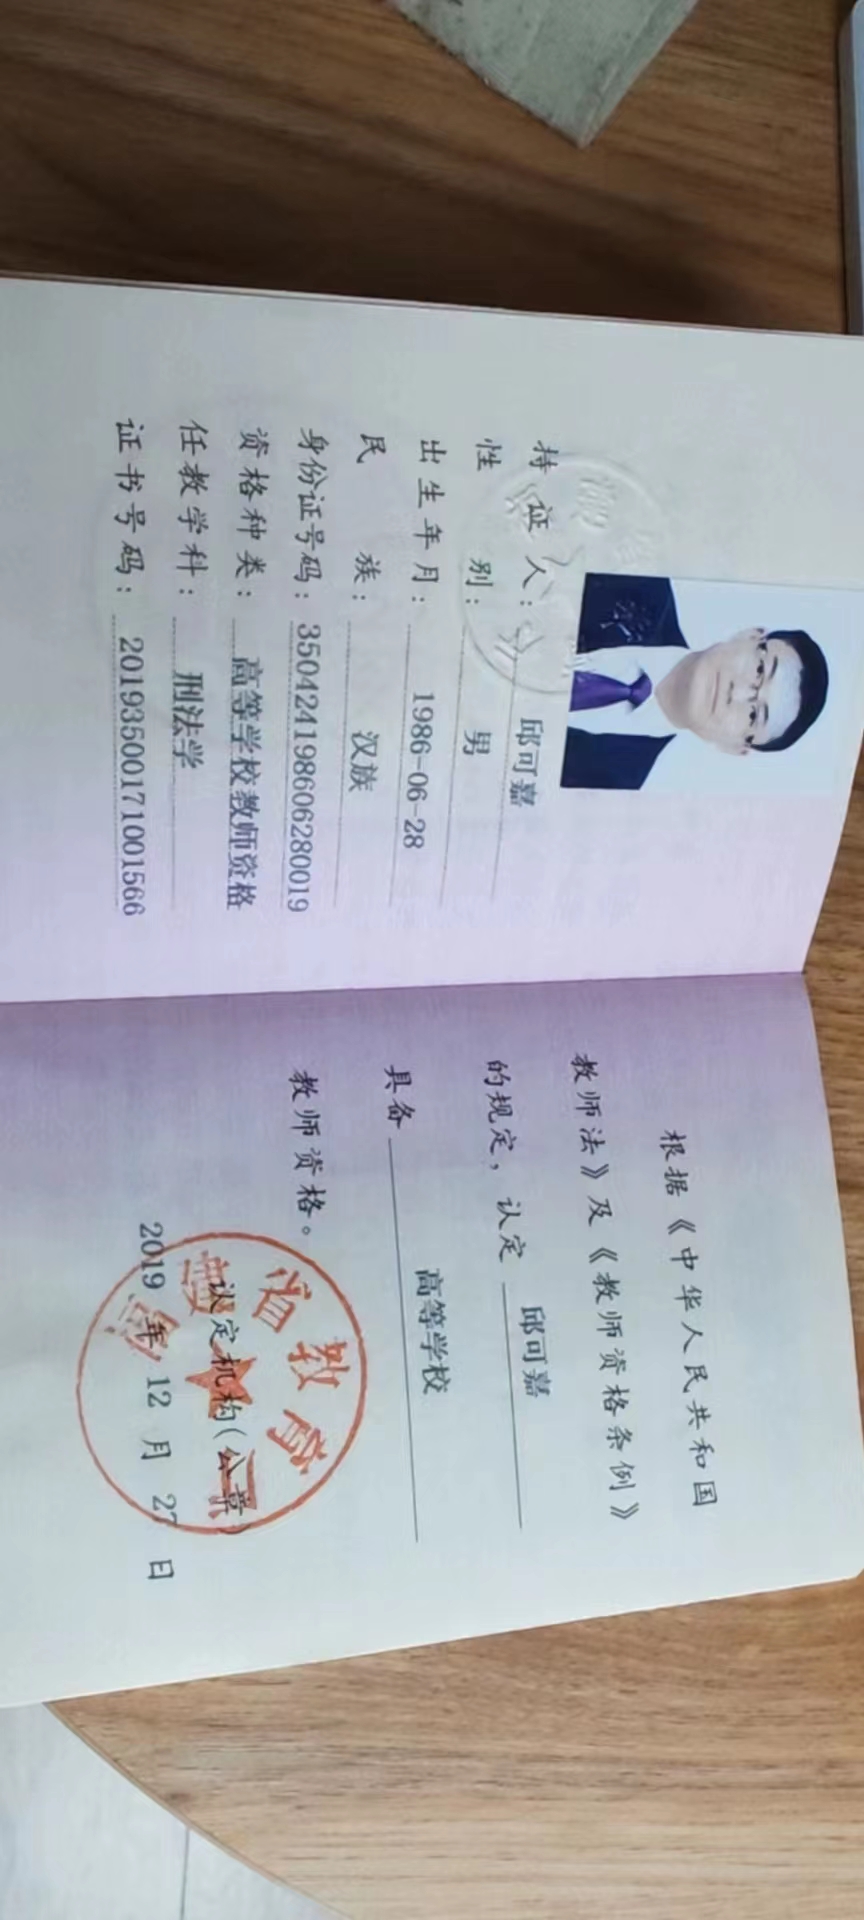 持证人： 邱可嘉
性别： 男
出生年月： 1986-06-28
民族： 汉族
身份证号码： 350424198606280019
资格种类： 高等学校教师资格
任教学科： 刑法学
证书号码： 20193500171001566
根据《中华人民共和国
教师法》及《教师资格条例》
的规定，认定 邱可嘉
具备 高等学校
教师资格。
省教育
认定机构(公章)
2019 年 12 月 27 日